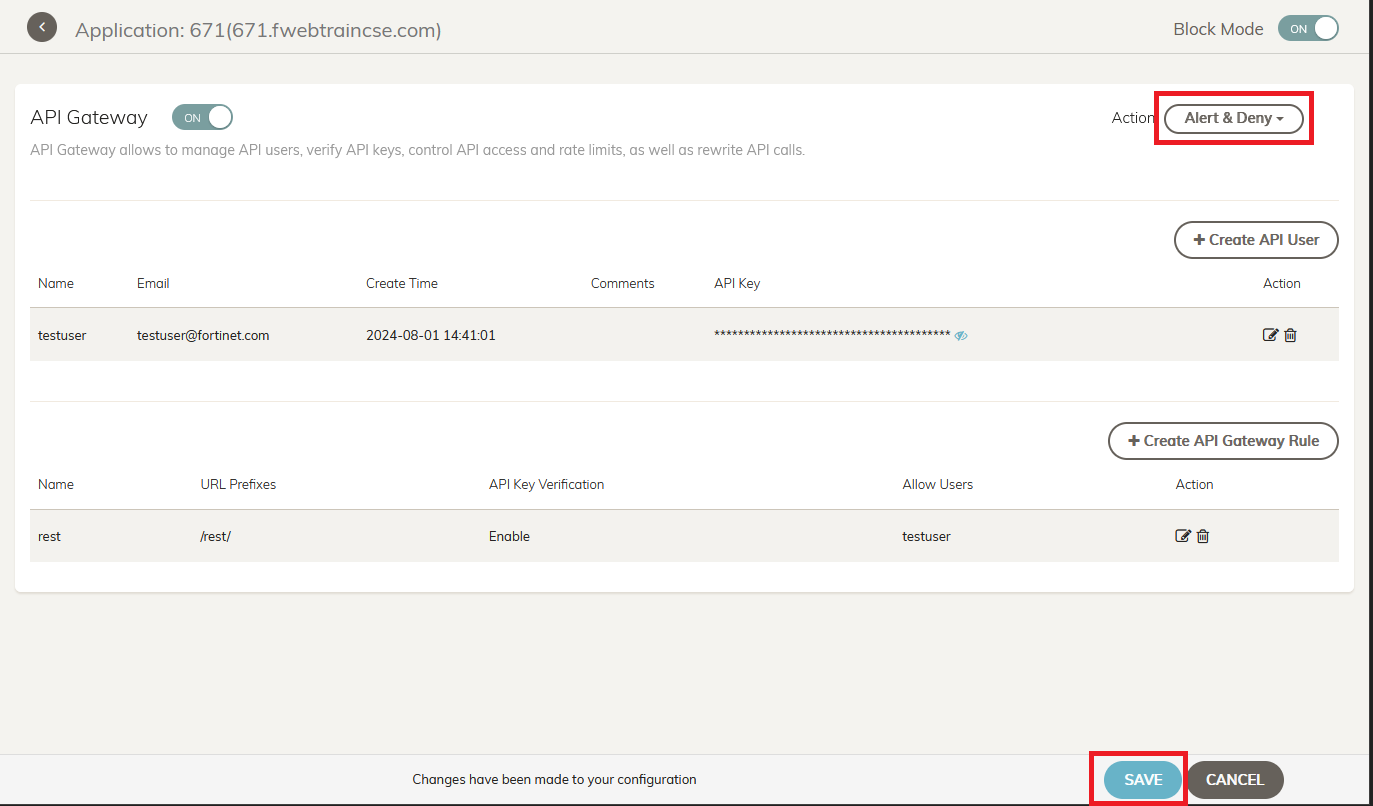 Application: 671(671.fwebtraincse.com)
Block Mode ON
API Gateway ON
Action Alert & Deny
API Gateway allows to manage API users, verify API keys, control API access and rate limits, as well as rewrite API calls.
+ Create API User
Name Email Create Time Comments API Key Action
testuser testuser@fortinet.com 2024-08-01 14:41:01 ****************************************
+ Create API Gateway Rule
Name URL Prefixes API Key Verification Allow Users Action
rest /rest/ Enable testuser
Changes have been made to your configuration
SAVE CANCEL